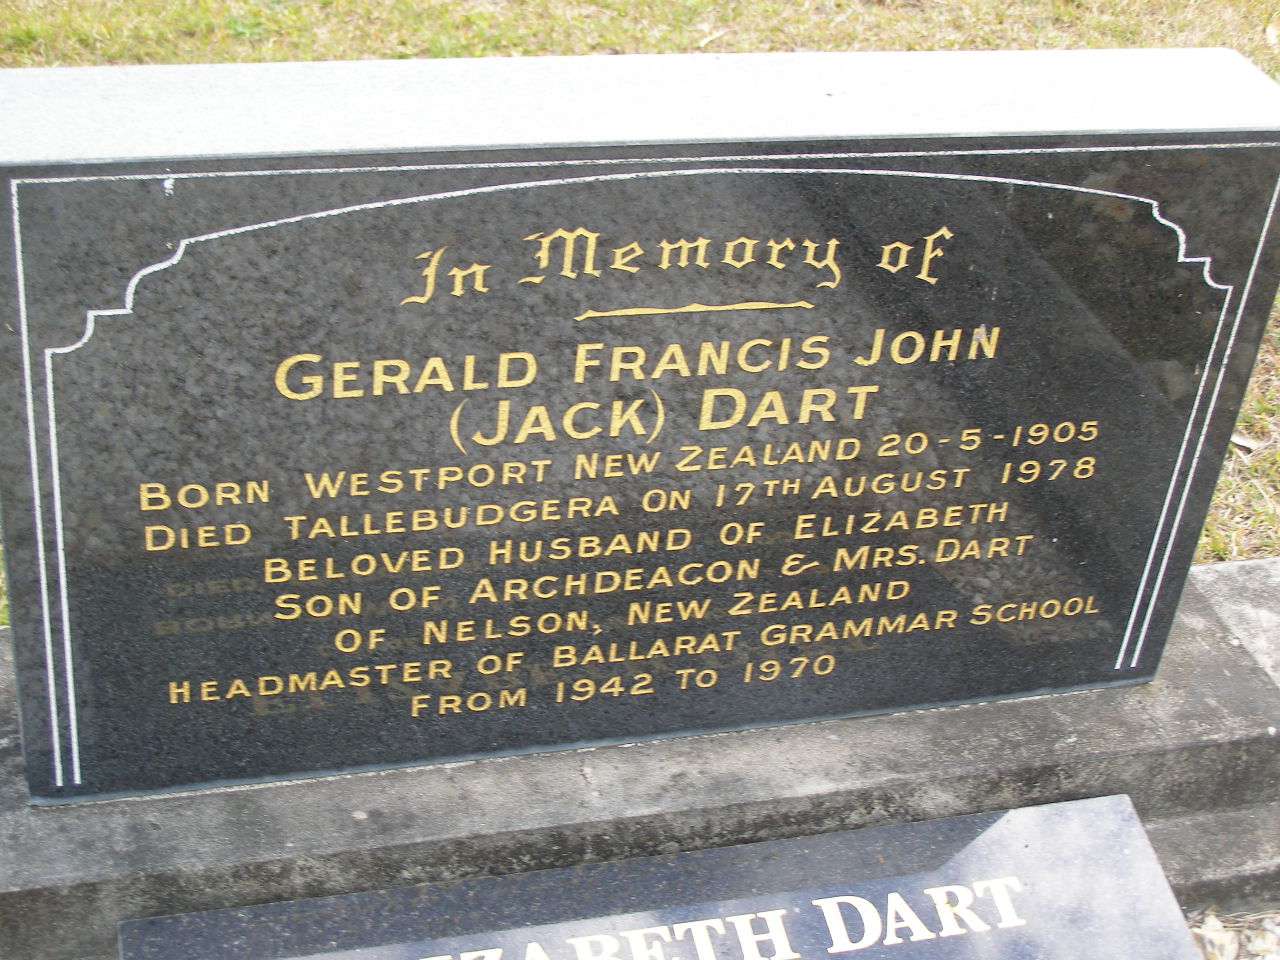 In Memory of
GERALD FRANCIS JOHN
(JACK) DART
BORN WESTPORT NEW ZEALAND 20-5-1905
DIED TALLEBUDGERA ON 17TH AUGUST 1978
BELOVED HUSBAND OF ELIZABETH
SON OF ARCHDEACON & MRS. DART
OF NELSON, NEW ZEALAND
HEADMASTER OF BALLARAT GRAMMAR SCHOOL
FROM 1942 TO 1970
DART